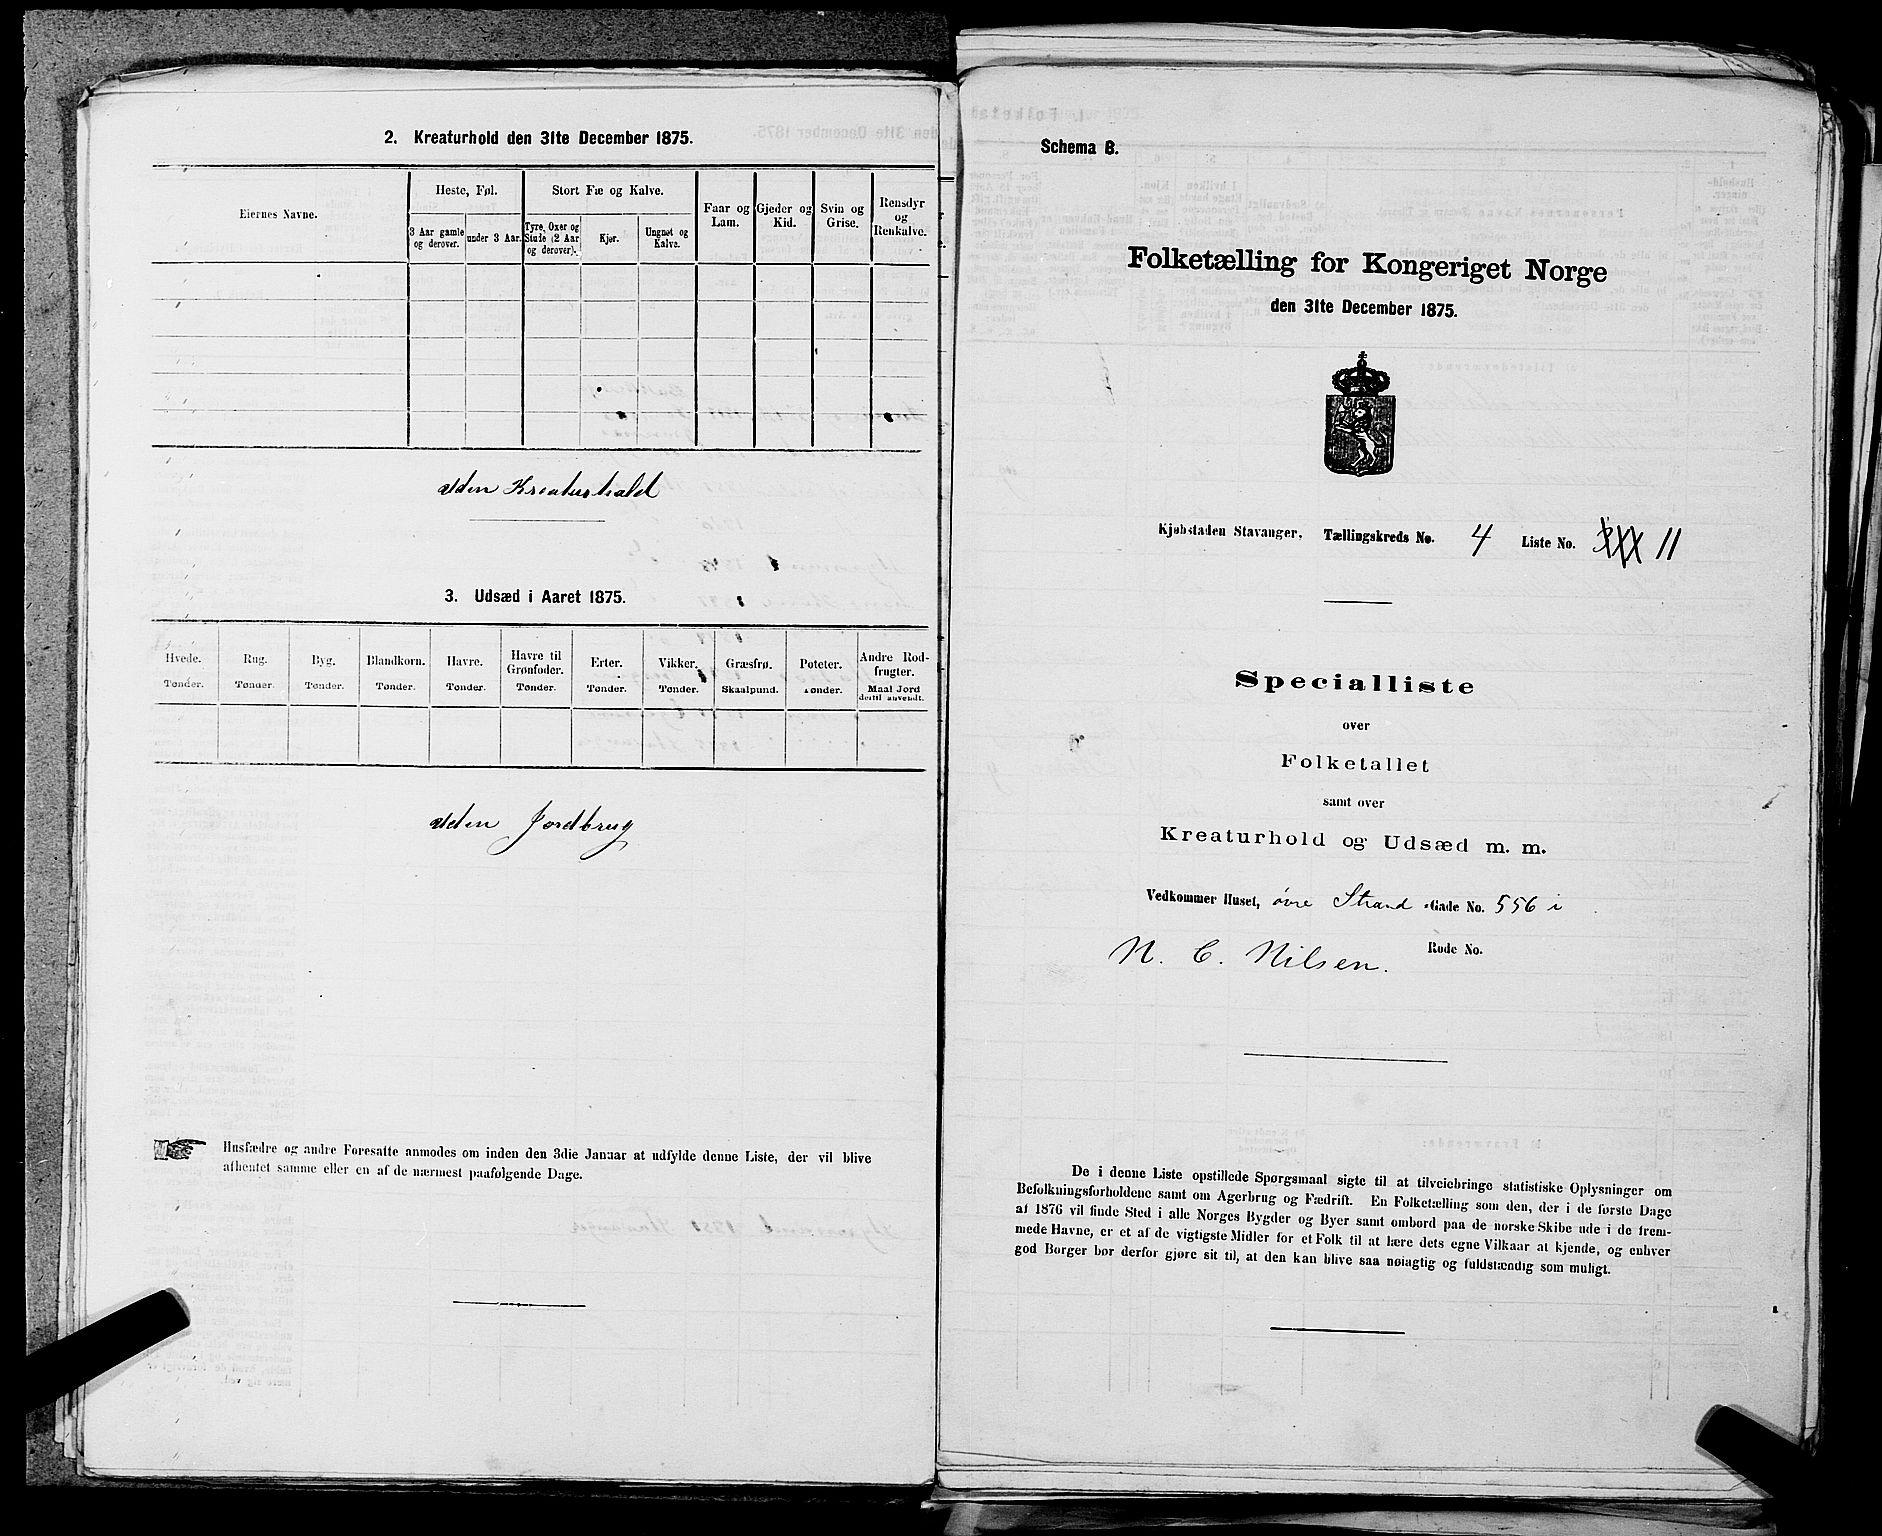 2. Kreaturhold den 31te December 1875.
Eiernes Navne.
Heste, Føl.
Stort Fæ og Kalve.
Faar og Lam.
Gjeder og Kid.
Svin og Grise.
Rensdyr og Renkalve.
3 Aar gamle og derover.
under 3 Aar.
Tyre, Oxer og Stude (2 Aar og derover).
Kjør.
Ungnøt og Kalve.
Uden Kreaturhold
3. Udsæd i Aaret 1875.
Hvede. Rug. Byg. Blandkorn. Havre. Havre til Grønfoder. Erter. Vikker. Græsfrø. Poteter. Andre Rodfrugter.
Tønder. Tønder. Tønder. Tønder. Tønder. Tønder. Tønder. Tønder. Skaalpund. Tønder. Maal Jord dertil anvendt.
Uden Jordbrug
Husfædre og andre Foresatte anmodes om inden den 3die Januar at udfylde denne Liste, der vil blive
afhentet samme eller en af de nærmest paafølgende Dage.
Schema B.
Folketælling for Kongeriget Norge
den 31te December 1875.
Kjøbstaden Stavanger, Tællingskreds No. 4 Liste No. 11
Specialliste
over
Folketallet
samt over
Kreaturhold og Udsæd m. m.
Vedkommer Huset, øvre Strand Gade No. 556 i
N. C. Nilsen. Rode No.
De i denne Liste opstillede Spørgsmaal sigte til at tilveiebringe statistiske Oplysninger om
Befolkningsforholdene samt om Agerbrug og Fædrift. En Folketælling som den, der i de første Dage
af 1876 vil finde Sted i alle Norges Bygder og Byer samt ombord paa de norske Skibe ude i de frem-
mede Havne, er et af de vigtigste Midler for et Folk til at lære dets egne Vilkaar at kjende, og enhver
god Borger bør derfor gjøre sit til, at den kan blive saa nøiagtig og fuldstændig som muligt.